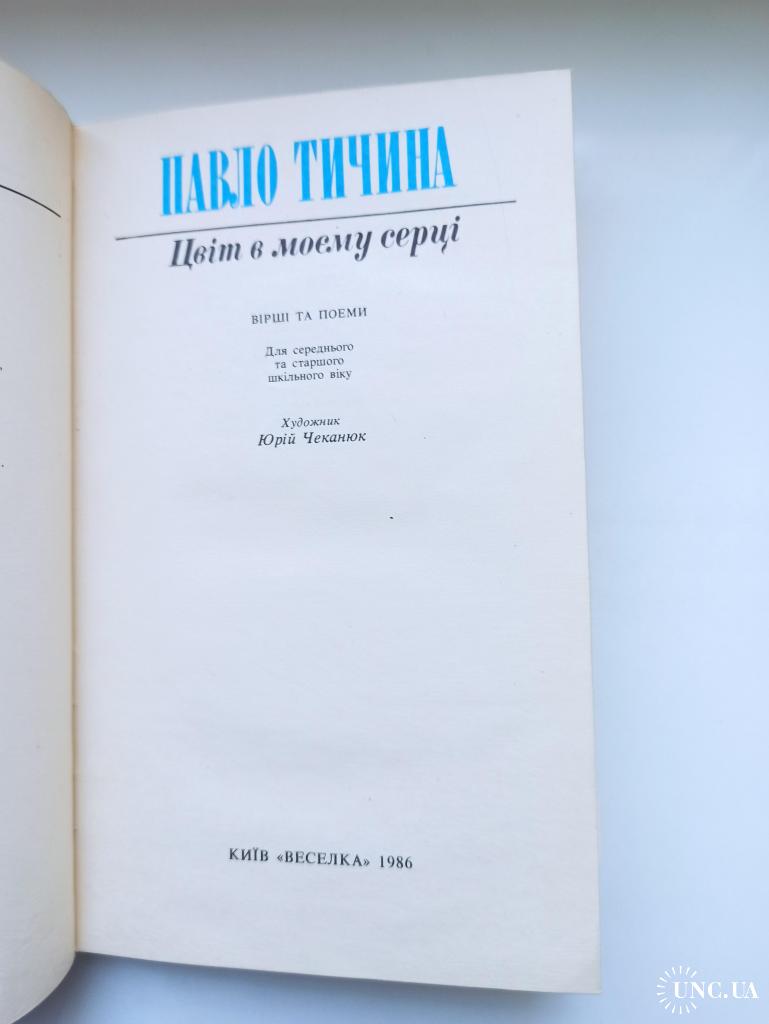 ПАВЛО ТИЧИНА
Цвіт в моєму серці
ВІРШІ ТА ПОЕМИ
Для середнього
та старшого
шкільного віку
Художник
Юрій Чеканюк
КИЇВ «ВЕСЕЛКА» 1986
UNC.UA